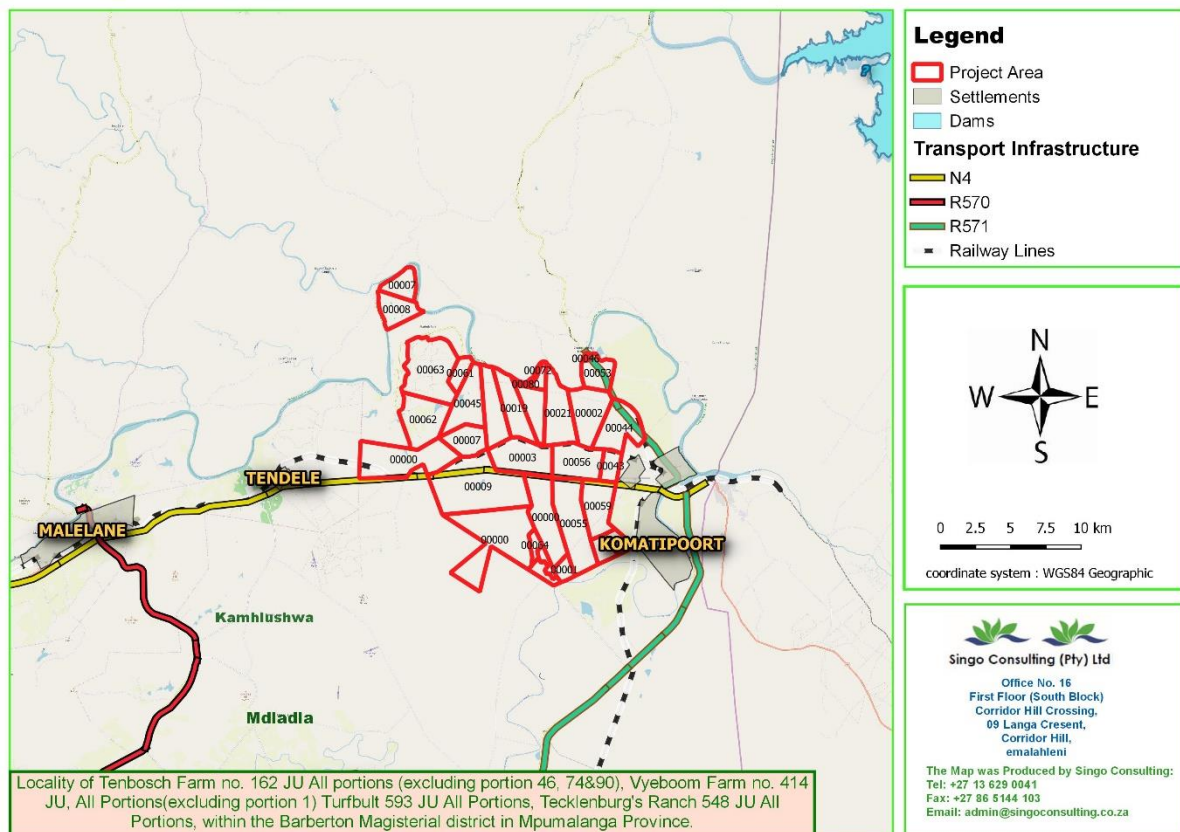 00007
00008
00063
00061
00072
00080
00046
00053
00045
00019
00021
00002
00062
00044
00007
00000
00003
00056
00043
TENDELE
00009
00059
MALELANE
00000
00055
KOMATIPOORT
00000
00001
Kamhlushwa
Mdladla
Locality of Tenbosch Farm no. 162 JU All portions (excluding portion 46, 74&90), Vyeboom Farm no. 414
JU, All Portions(excluding portion 1) Turfbult 593 JU All Portions, Tecklenburg's Ranch 548 JU All
Portions, within the Barberton Magisterial district in Mpumalanga Province.
Legend
Project Area
Settlements
Dams
Transport Infrastructure
N4
R570
R571
Railway Lines
N
W E
S
0 2.5 5 7.5 10 km
coordinate system : WGS84 Geographic
Singo Consulting (Pty) Ltd
Office No. 16
First Floor (South Block)
Corridor Hill Crossing,
09 Langa Cresent,
Corridor Hill,
emalahleni
The Map was Produced by Singo Consulting:
Tel: +27 13 629 0041
Fax: +27 86 5144 103
Email: admin@singoconsulting.co.za